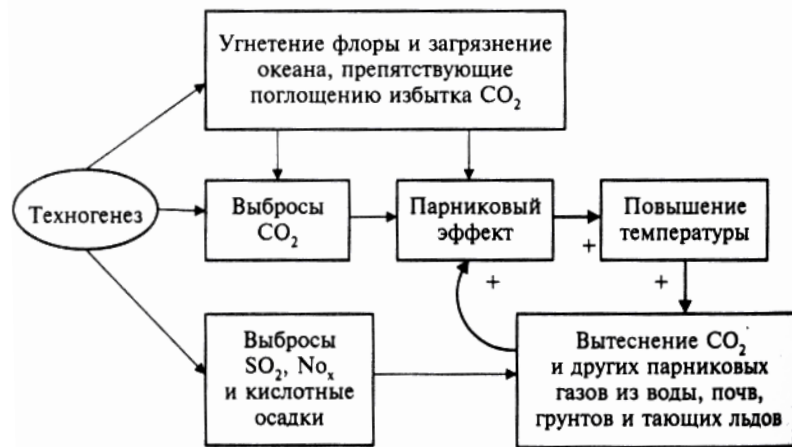 Угнетение флоры и загрязнение
океана, препятствующие
поглощению избытка CO₂
Техногенез
Выбросы
CO₂
Парниковый
эффект
Повышение
температуры
+
+
+
Выбросы
SO₂, Noₓ
и кислотные
осадки
Вытеснение CO₂
и других парниковых
газов из воды, почв,
грунтов и тающих льдов